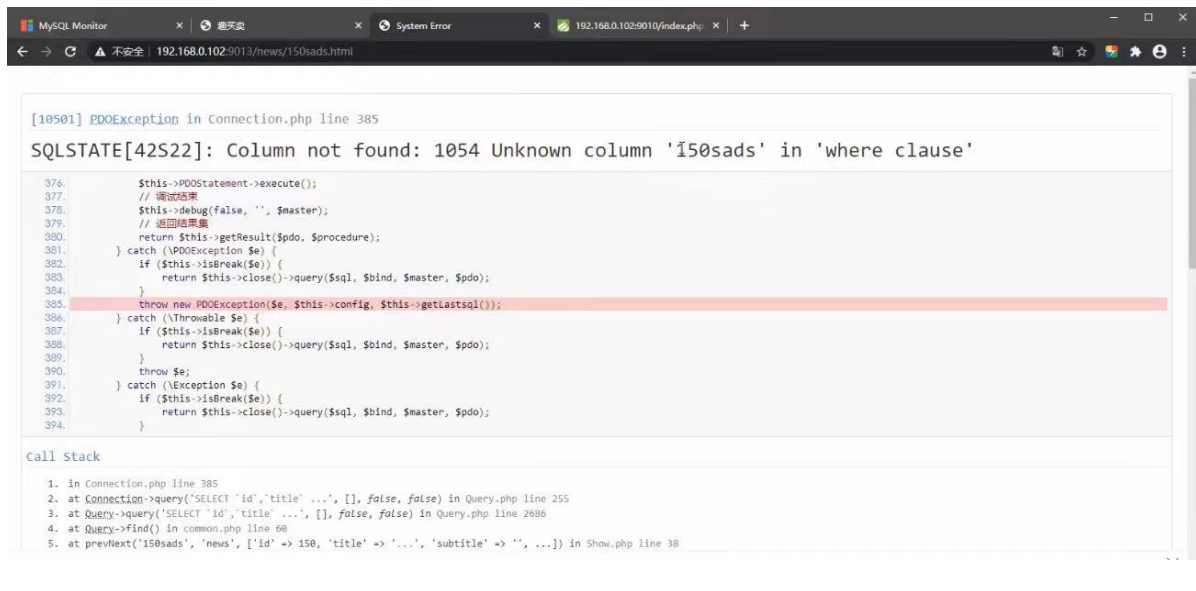 MySQL Monitor
趣买卖
System Error
192.168.0.102:9010/index.php
不安全 | 192.168.0.102:9013/news/150sads.html
[10501] PDOException in Connection.php line 385
SQLSTATE[42S22]: Column not found: 1054 Unknown column '150sads' in 'where clause'
376. $this->PDOStatement->execute();
377. // 调试结束
378. $this->debug(false, '', $master);
379. // 返回结果集
380. return $this->getResult($pdo, $procedure);
381. } catch (\PDOException $e) {
382. if ($this->isBreak($e)) {
383. return $this->close()->query($sql, $bind, $master, $pdo);
384. }
385. throw new PDOException($e, $this->config, $this->getLastsql());
386. } catch (\Throwable $e) {
387. if ($this->isBreak($e)) {
388. return $this->close()->query($sql, $bind, $master, $pdo);
389. }
390. throw $e;
391. } catch (\Exception $e) {
392. if ($this->isBreak($e)) {
393. return $this->close()->query($sql, $bind, $master, $pdo);
394. }
Call Stack
1. in Connection.php line 385
2. at Connection->query('SELECT `id`,`title` ...', [], false, false) in Query.php line 255
3. at Query->query('SELECT `id`,`title` ...', [], false, false) in Query.php line 2686
4. at Query->find() in common.php line 60
5. at prevNext('150sads', 'news', ['id' => 150, 'title' => '...', 'subtitle' => '', ...]) in Show.php line 38